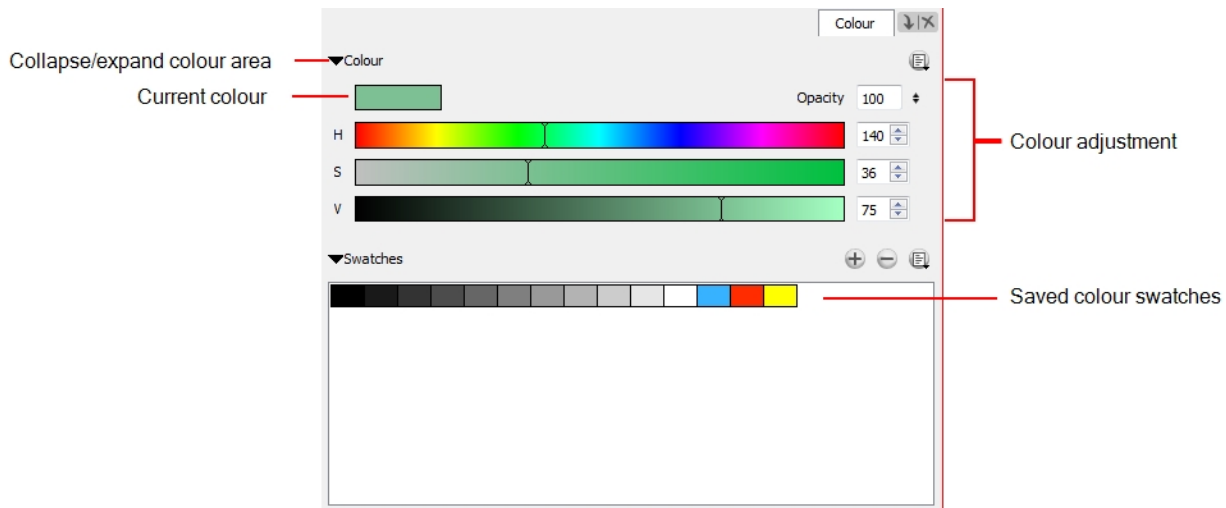 Colour
Collapse/expand colour area
Colour
Current colour
Opacity 100
H 140
Colour adjustment
S 36
V 75
Swatches
Saved colour swatches